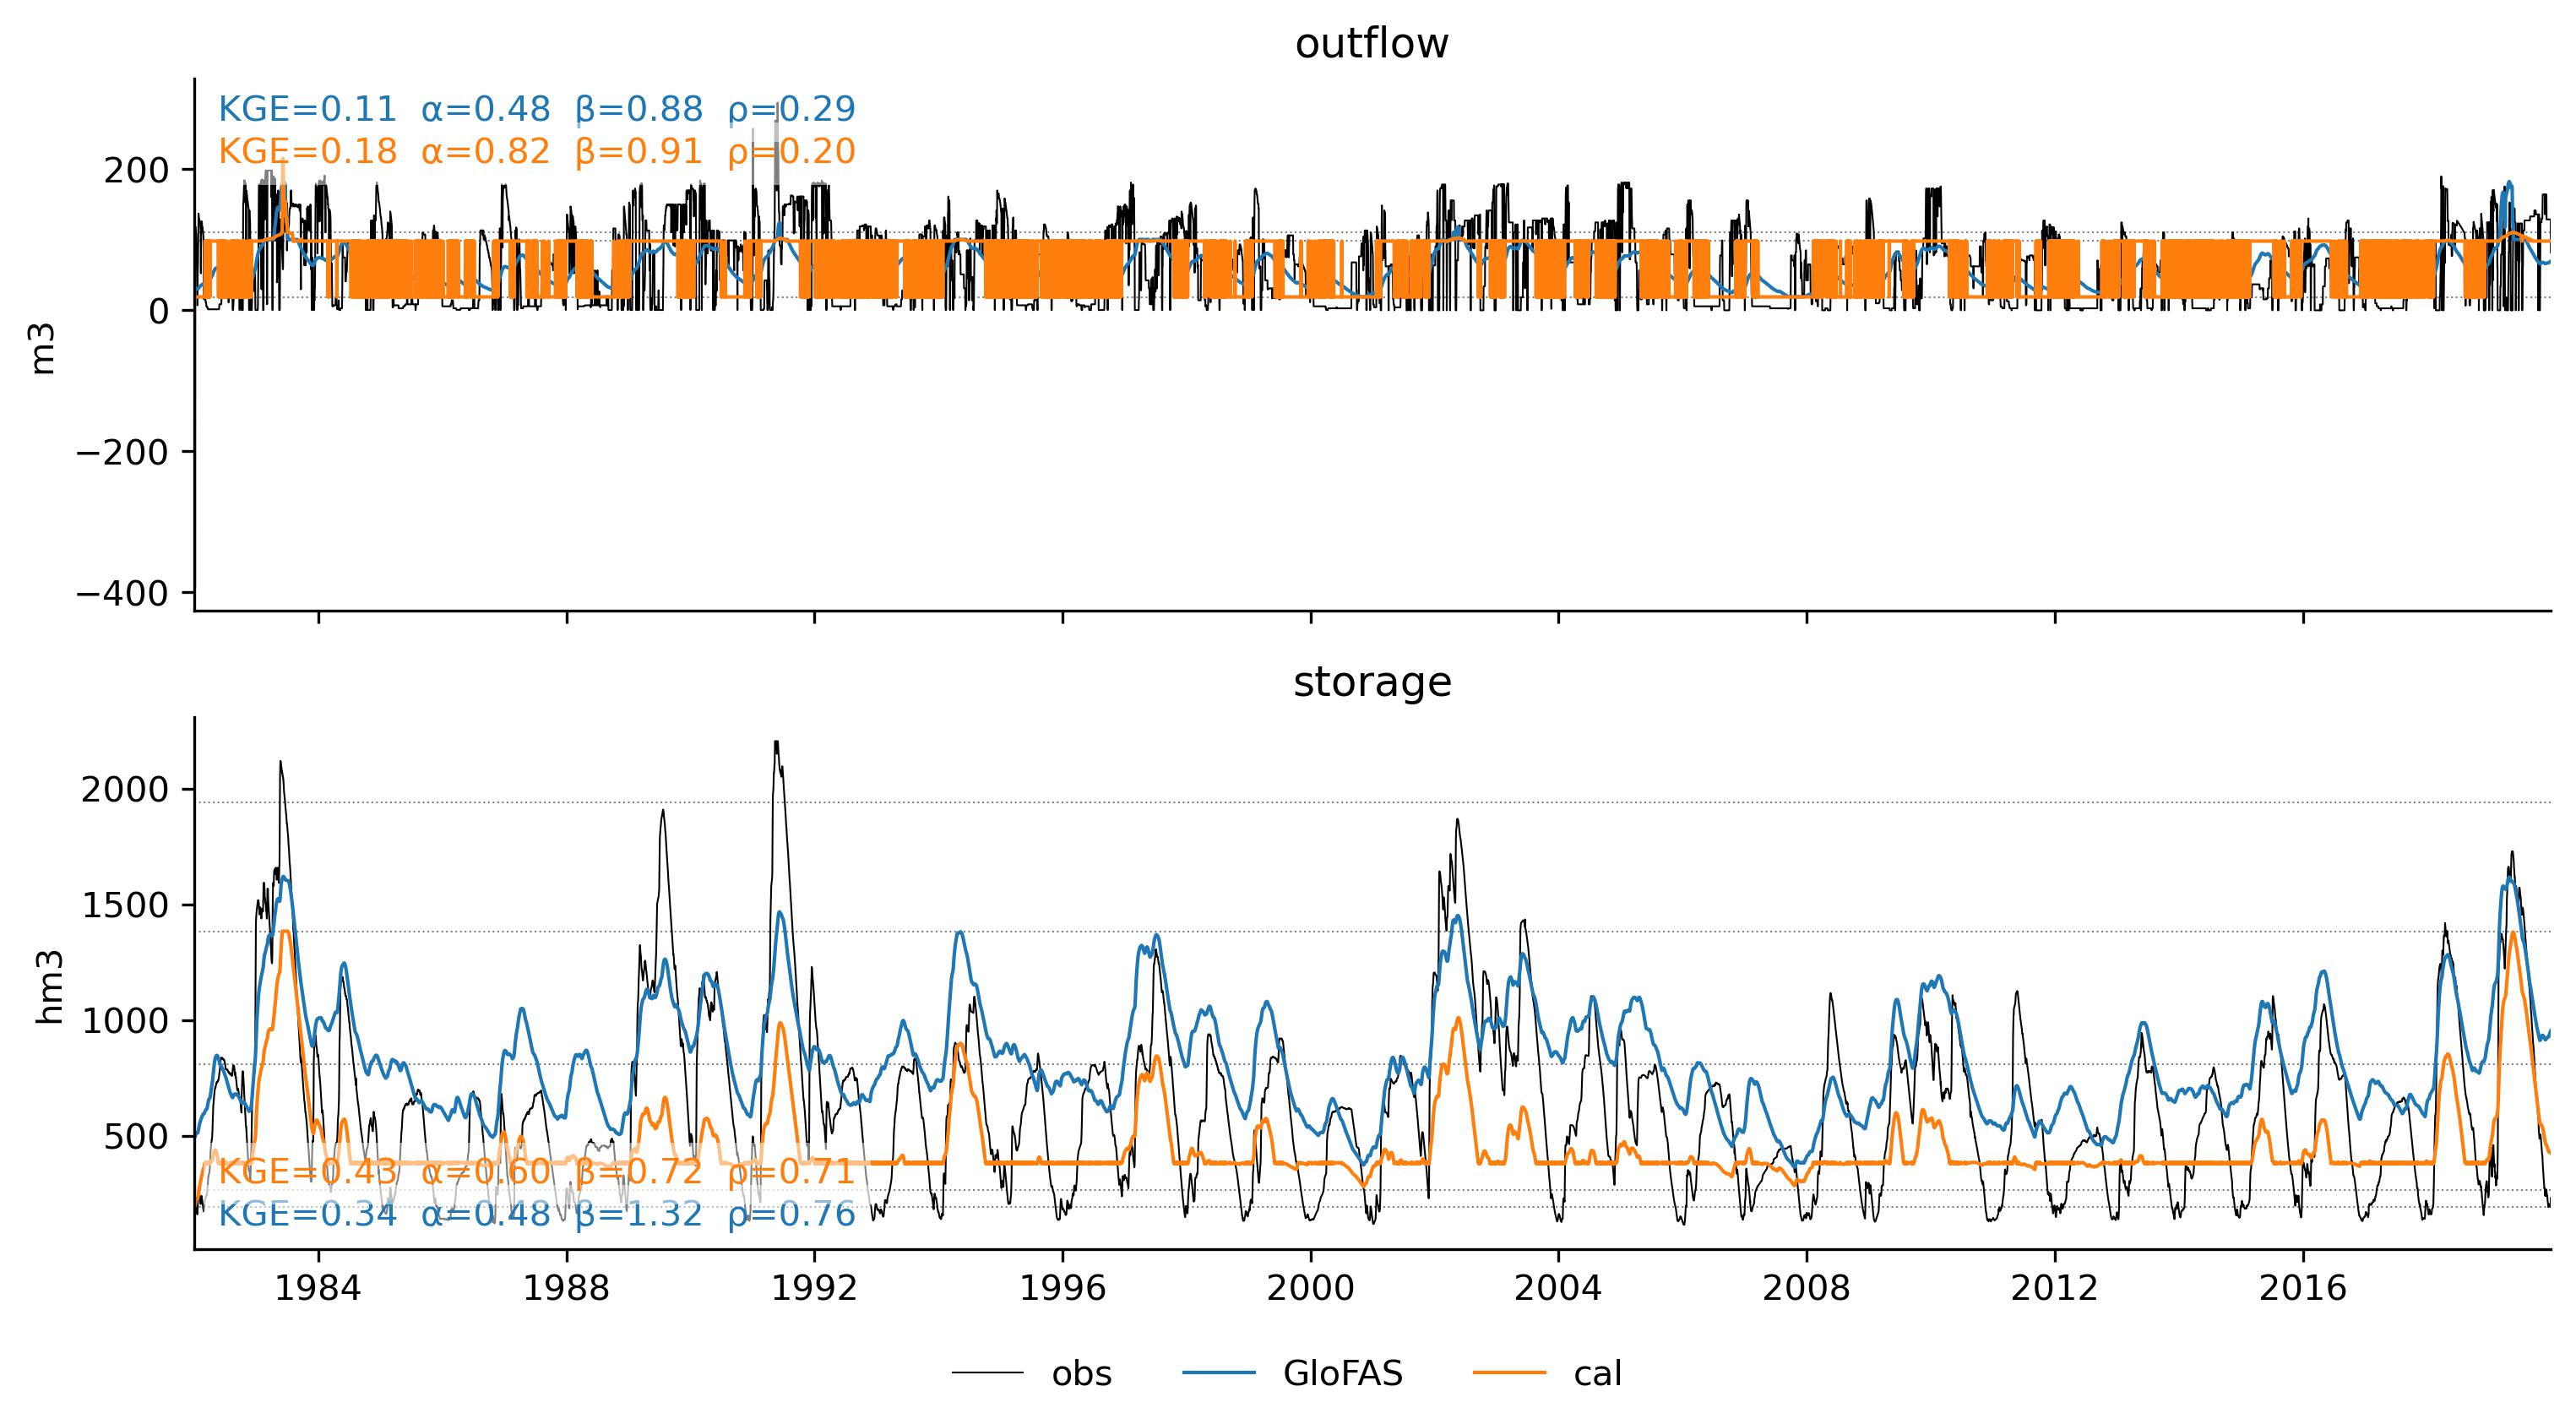 outflow
KGE=0.11 α=0.48 β=0.88 ρ=0.29
KGE=0.18 α=0.82 β=0.91 ρ=0.20
200
0
−200
−400
m3
storage
2000
1500
1000
500
hm3
KGE=0.43 α=0.60 β=0.72 ρ=0.71
KGE=0.34 α=0.48 β=1.32 ρ=0.76
1984 1988 1992 1996 2000 2004 2008 2012 2016
obs GloFAS cal